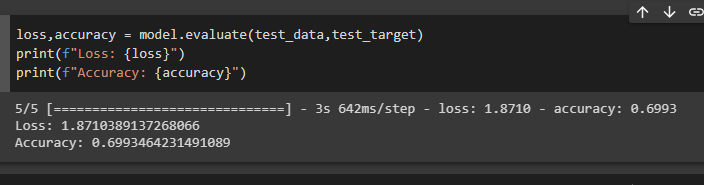 loss,accuracy = model.evaluate(test_data,test_target)
print(f"Loss: {loss}")
print(f"Accuracy: {accuracy}")
5/5 [==============================] - 3s 642ms/step - loss: 1.8710 - accuracy: 0.6993
Loss: 1.8710389137268066
Accuracy: 0.6993464231491089